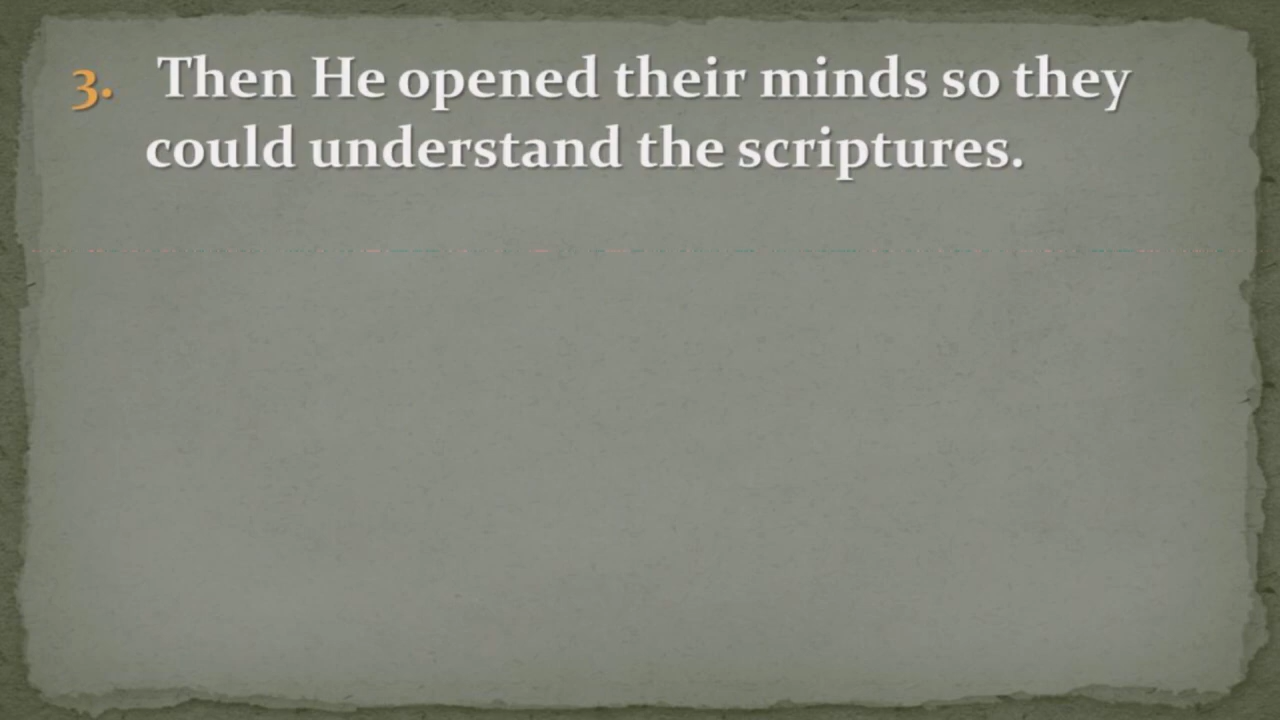 3. Then He opened their minds so they
could understand the scriptures.